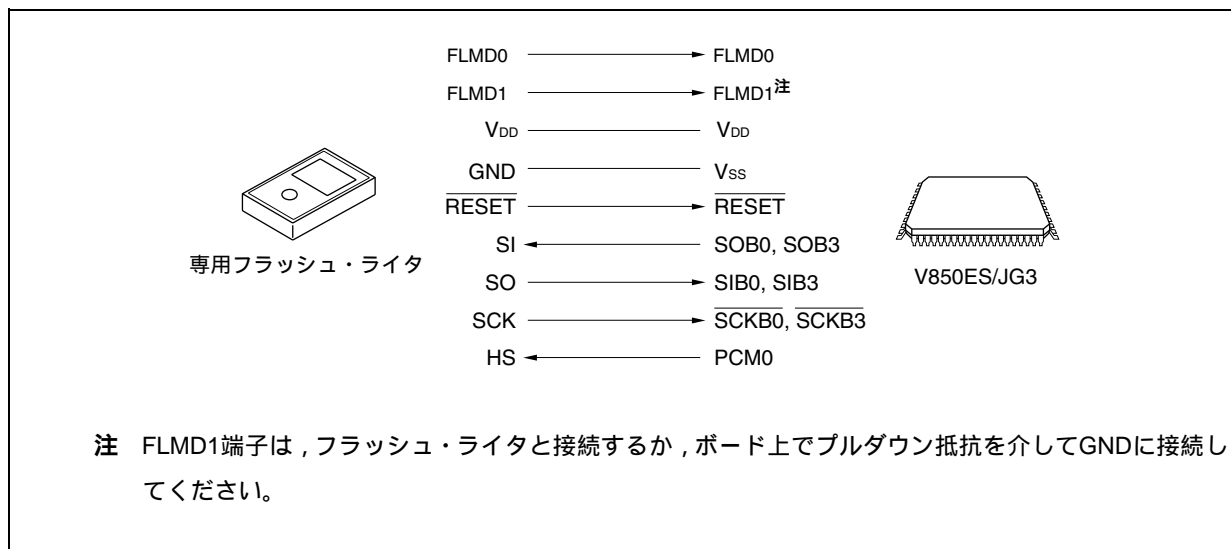 FLMD0 FLMD0
FLMD1 FLMD1注
VDD VDD
GND VSS
RESET RESET
SI SOB0, SOB3
SO SIB0, SIB3
SCK SCKB0, SCKB3
HS PCM0
専用フラッシュ・ライタ
V850ES/JG3
注 FLMD1端子は，フラッシュ・ライタと接続するか，ボード上でプルダウン抵抗を介してGNDに接続し
てください。